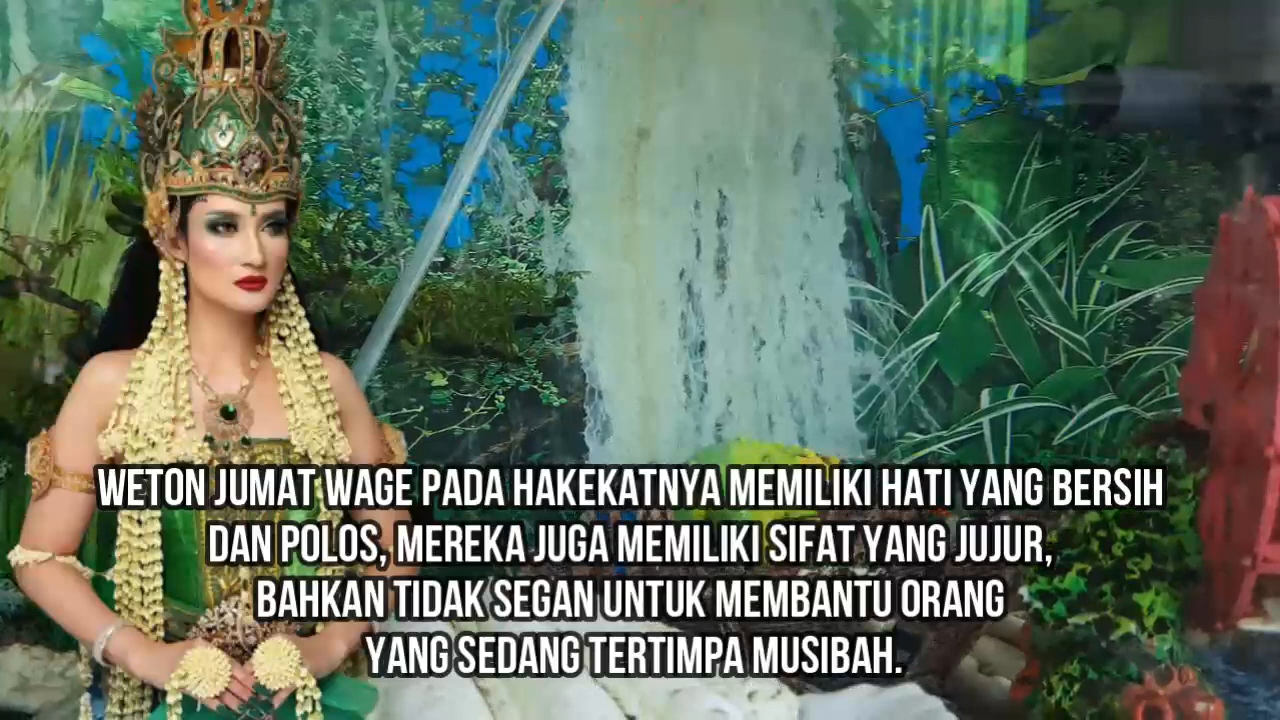 WETON JUMAT WAGE PADA HAKEKATNYA MEMILIKI HATI YANG BERSIH
DAN POLOS, MEREKA JUGA MEMILIKI SIFAT YANG JUJUR,
BAHKAN TIDAK SEGAN UNTUK MEMBANTU ORANG
YANG SEDANG TERTIMPA MUSIBAH.